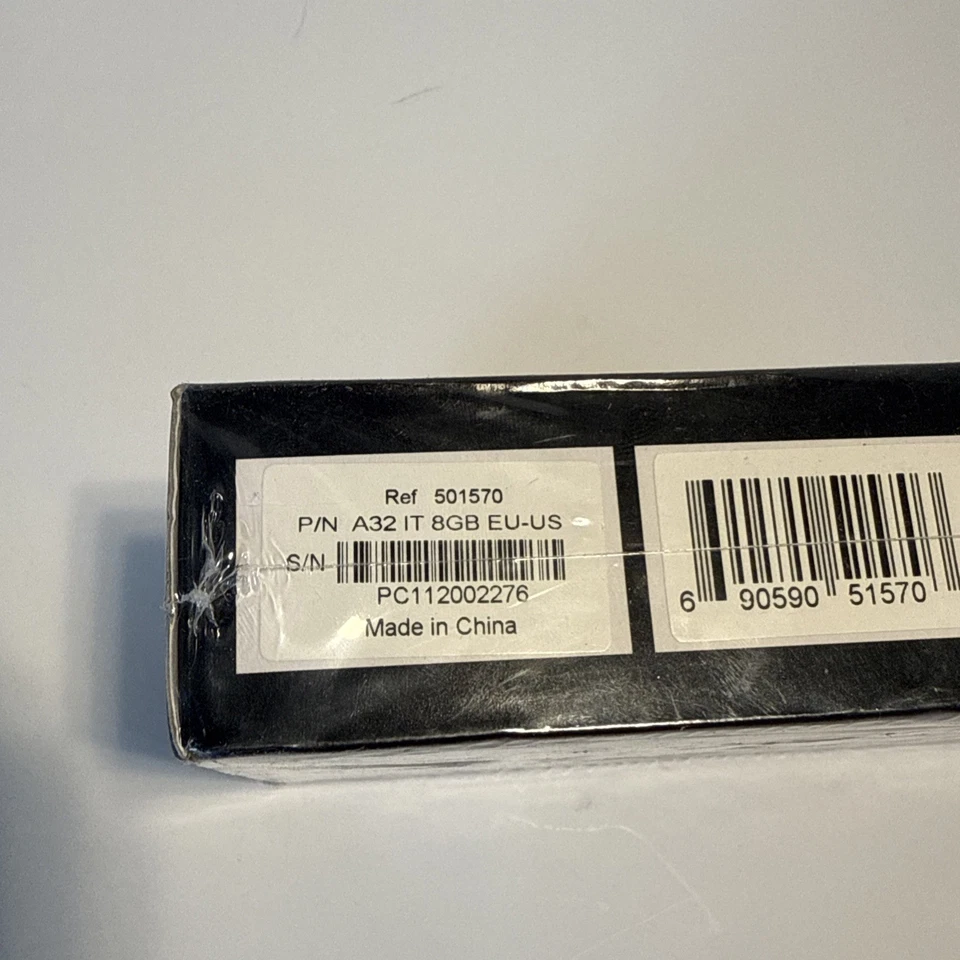 Ref 501570
P/N A32 IT 8GB EU-US
S/N
PC112002276
Made in China
6 90590 51570